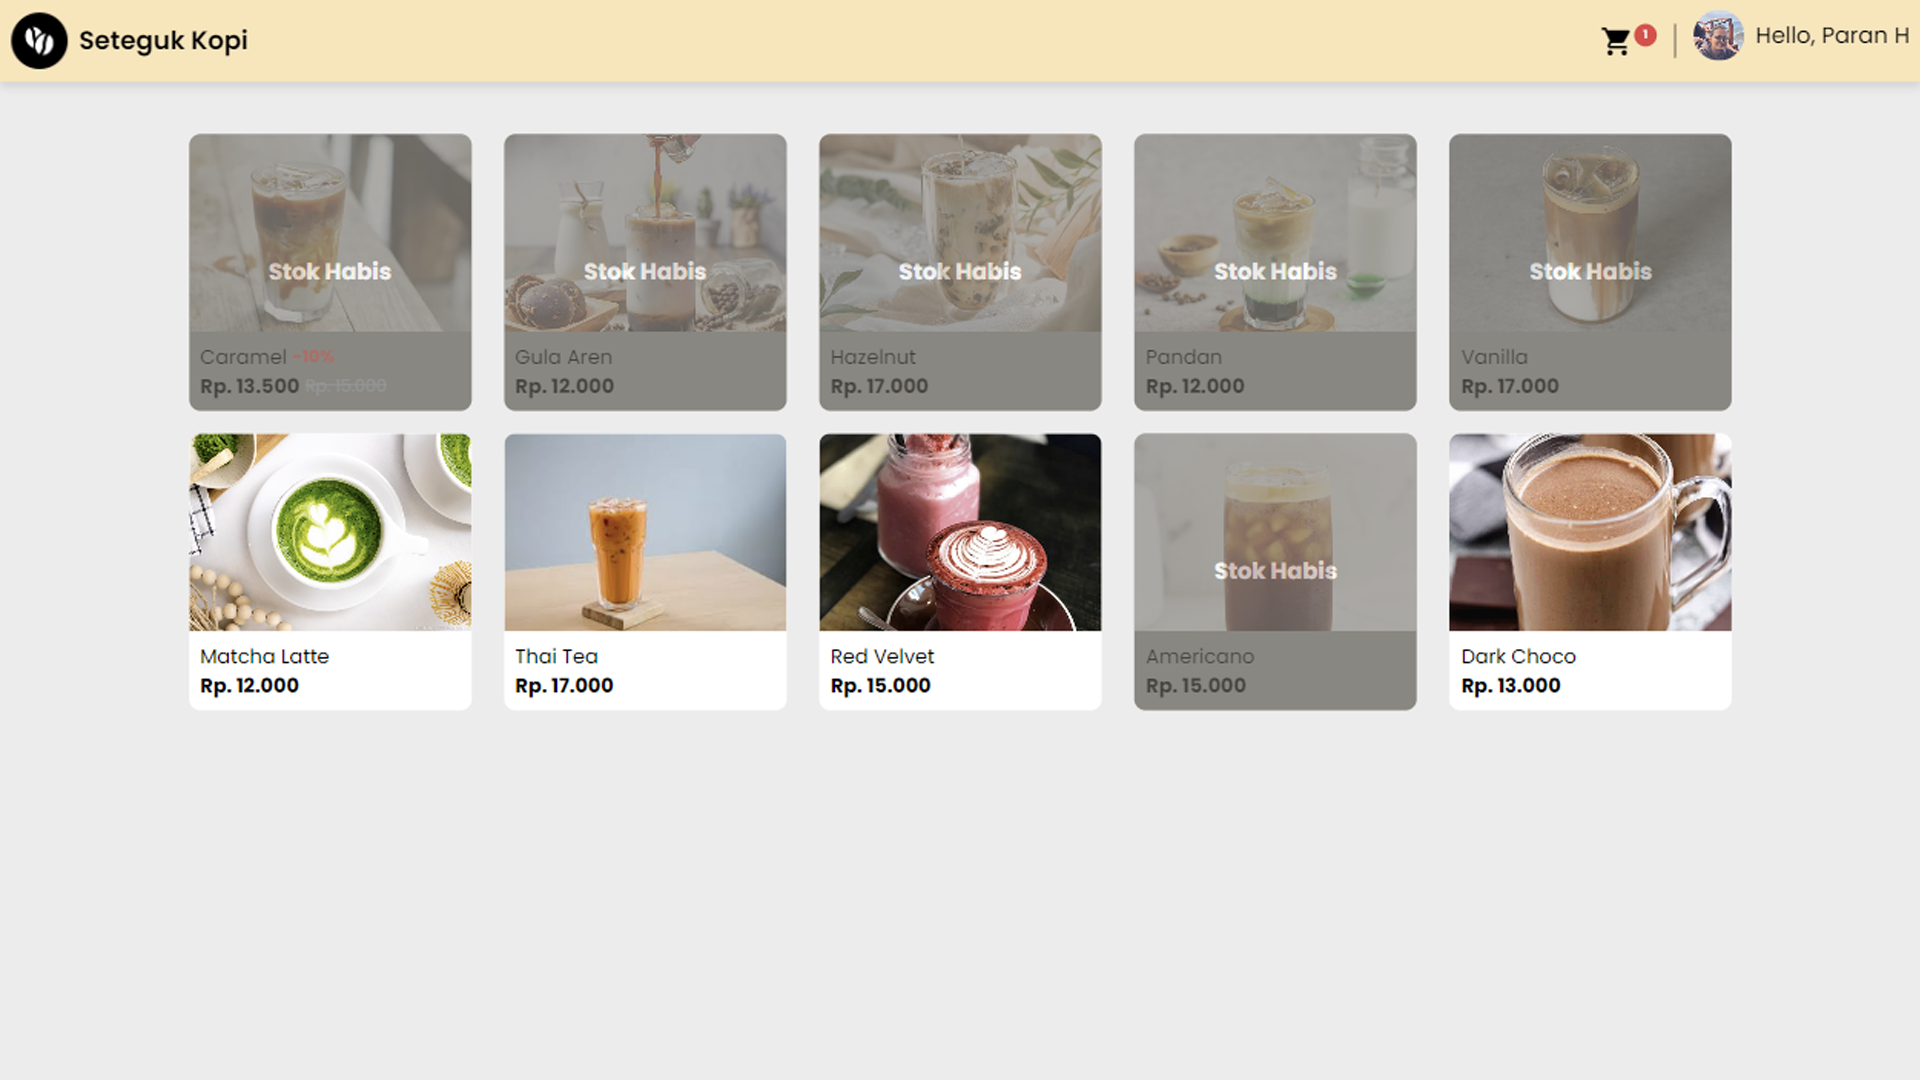 Seteguk Kopi
1
Hello, Paran H
Stok Habis
Caramel -10%
Rp. 13.500 Rp. 15.000
Stok Habis
Gula Aren
Rp. 12.000
Stok Habis
Hazelnut
Rp. 17.000
Stok Habis
Pandan
Rp. 12.000
Stok Habis
Vanilla
Rp. 17.000
Matcha Latte
Rp. 12.000
Thai Tea
Rp. 17.000
Red Velvet
Rp. 15.000
Stok Habis
Americano
Rp. 15.000
Dark Choco
Rp. 13.000